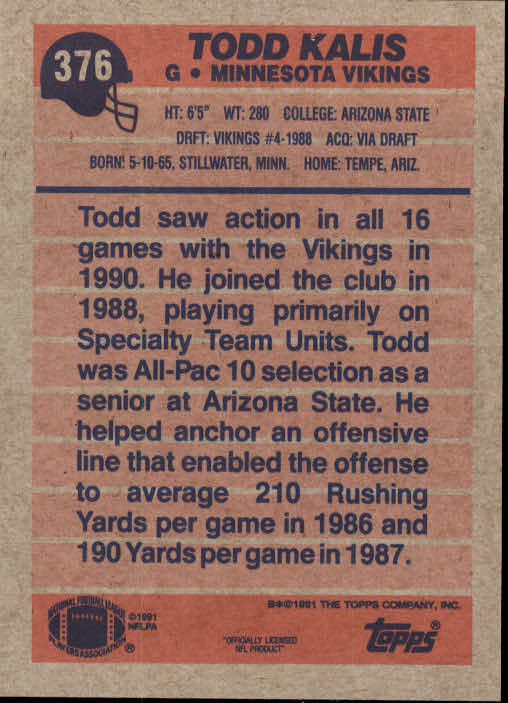 376
TODD KALIS
G • MINNESOTA VIKINGS
HT: 6'5" WT: 280 COLLEGE: ARIZONA STATE
DRFT: VIKINGS #4-1988 ACQ: VIA DRAFT
BORN: 5-10-65, STILLWATER, MINN. HOME: TEMPE, ARIZ.
Todd saw action in all 16
games with the Vikings in
1990. He joined the club in
1988, playing primarily on
Specialty Team Units. Todd
was All-Pac 10 selection as a
senior at Arizona State. He
helped anchor an offensive
line that enabled the offense
to average 210 Rushing
Yards per game in 1986 and
190 Yards per game in 1987.
B*©1991 THE TOPPS COMPANY, INC.
NATIONAL FOOTBALL LEAGUE
PLAYERS ASSOCIATION ®
©1991
NFLPA
"OFFICIALLY LICENSED
NFL PRODUCT"
topps®